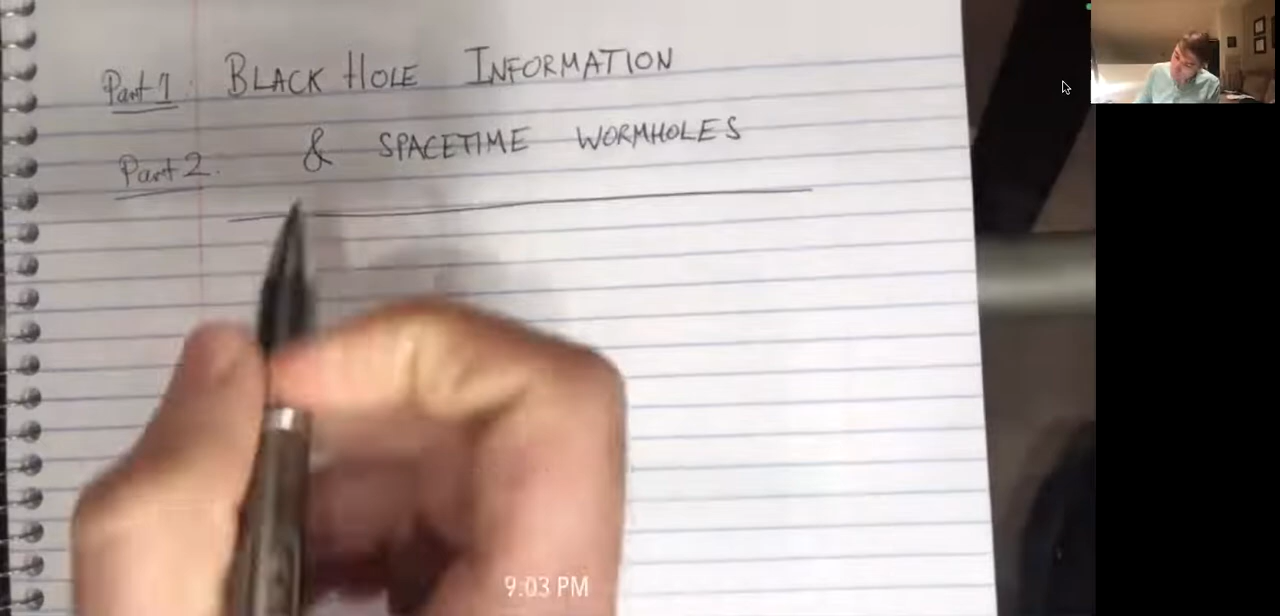 Part 1: BLACK HOLE INFORMATION
Part 2. & SPACETIME WORMHOLES
9:03 PM